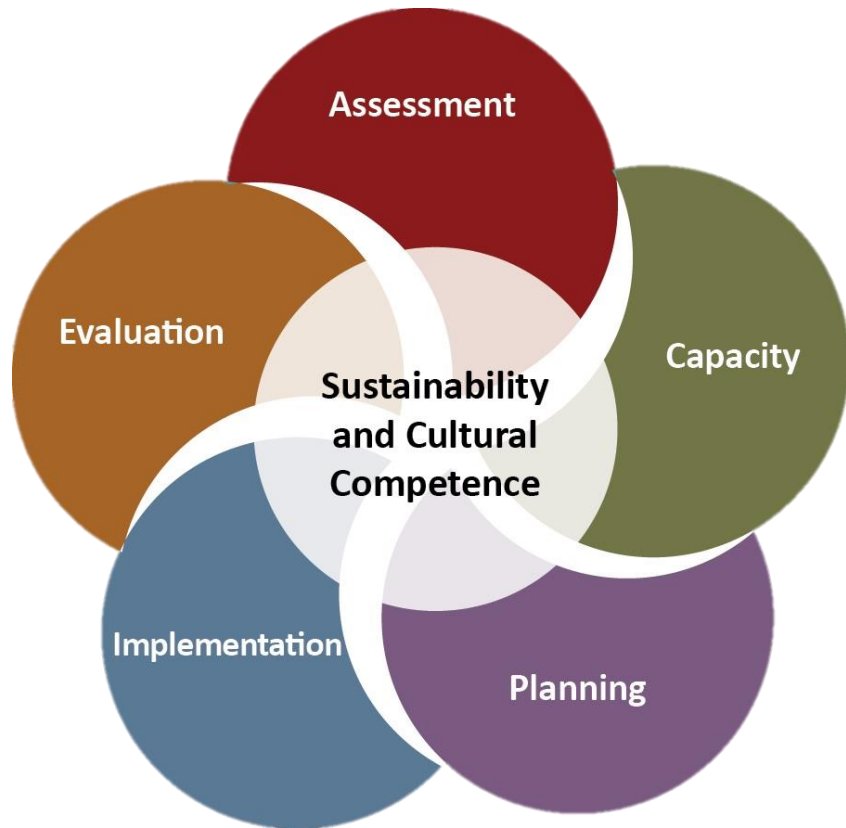 Assessment
Capacity
Planning
Implementation
Evaluation
Sustainability
and Cultural
Competence